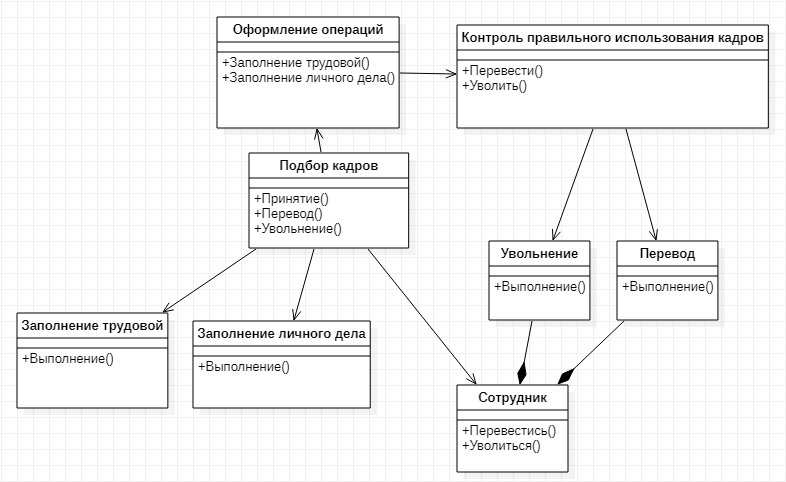 Оформление операций
+Заполнение трудовой()
+Заполнение личного дела()
Контроль правильного использования кадров
+Перевести()
+Уволить()
Подбор кадров
+Принятие()
+Перевод()
+Увольнение()
Увольнение
+Выполнение()
Перевод
+Выполнение()
Заполнение трудовой
+Выполнение()
Заполнение личного дела
+Выполнение()
Сотрудник
+Перевестись()
+Уволиться()